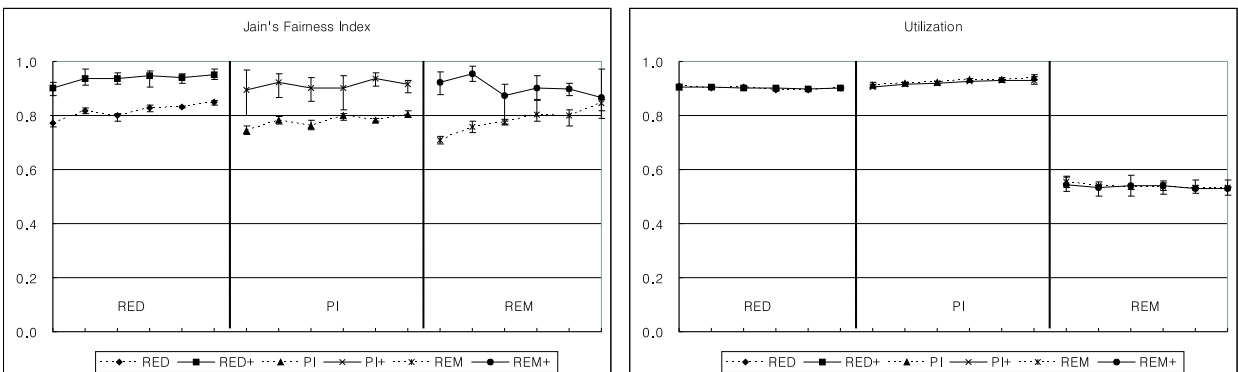 Jain's Fairness Index
1.0
0.8
0.6
0.4
0.2
0.0
RED PI REM
RED RED+ PI PI+ REM REM+
Utilization
1.0
0.8
0.6
0.4
0.2
0.0
RED PI REM
RED RED+ PI PI+ REM REM+